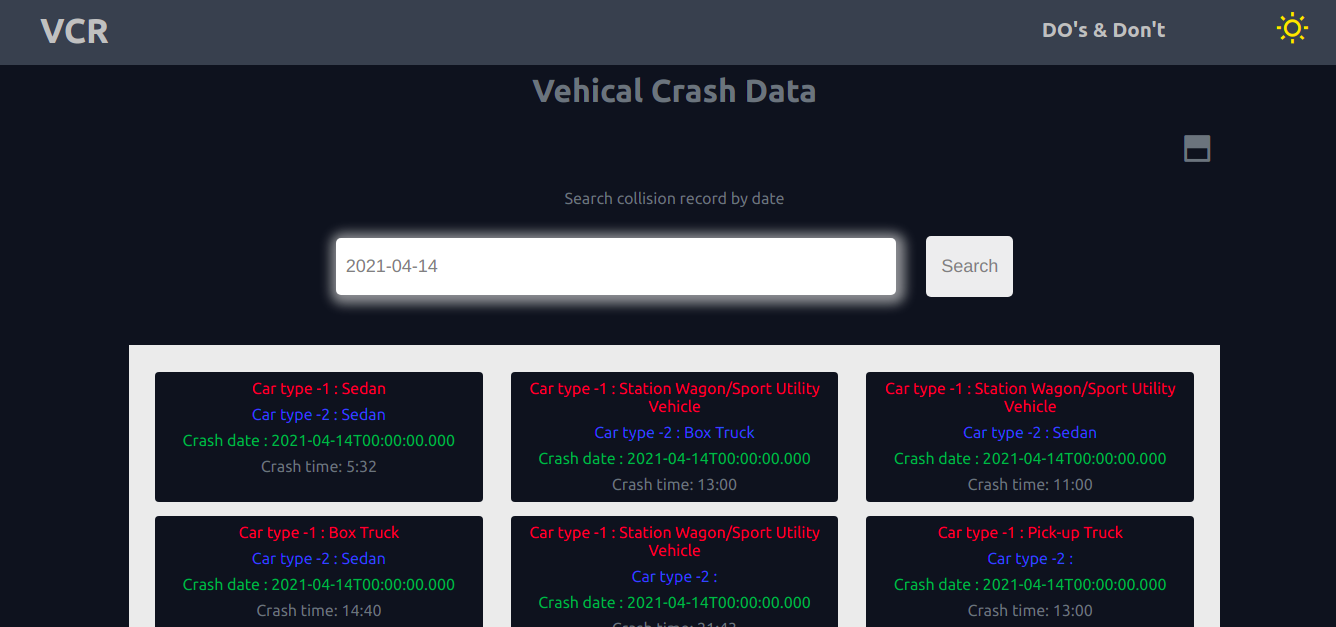 VCR
DO's & Don't
Vehical Crash Data
Search collision record by date
2021-04-14
Search
Car type -1 : Sedan
Car type -2 : Sedan
Crash date : 2021-04-14T00:00:00.000
Crash time: 5:32
Car type -1 : Station Wagon/Sport Utility
Vehicle
Car type -2 : Box Truck
Crash date : 2021-04-14T00:00:00.000
Crash time: 13:00
Car type -1 : Station Wagon/Sport Utility
Vehicle
Car type -2 : Sedan
Crash date : 2021-04-14T00:00:00.000
Crash time: 11:00
Car type -1 : Box Truck
Car type -2 : Sedan
Crash date : 2021-04-14T00:00:00.000
Crash time: 14:40
Car type -1 : Station Wagon/Sport Utility
Vehicle
Car type -2 :
Crash date : 2021-04-14T00:00:00.000
Crash time:
Car type -1 : Pick-up Truck
Car type -2 :
Crash date : 2021-04-14T00:00:00.000
Crash time: 13:00